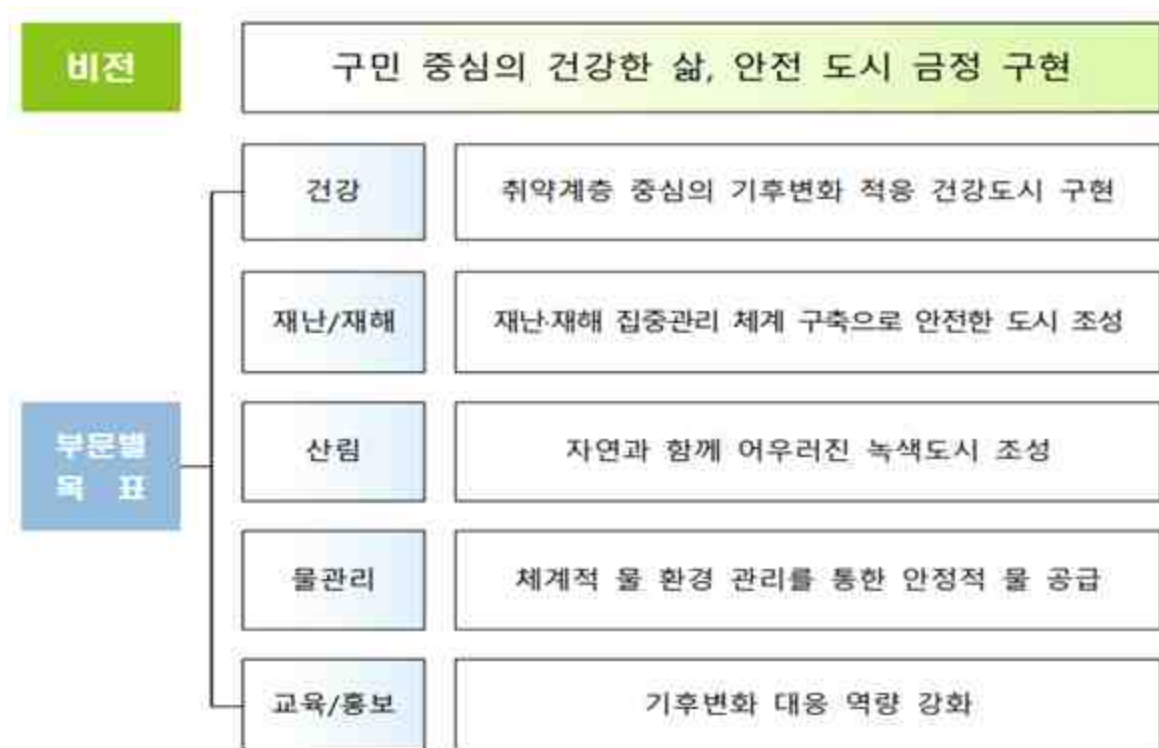 비전
구민 중심의 건강한 삶, 안전 도시 금정 구현
건강
취약계층 중심의 기후변화 적응 건강도시 구현
재난/재해
재난·재해 집중관리 체계 구축으로 안전한 도시 조성
부문별
목 표
산림
자연과 함께 어우러진 녹색도시 조성
물관리
체계적 물 환경 관리를 통한 안정적 물 공급
교육/홍보
기후변화 대응 역량 강화